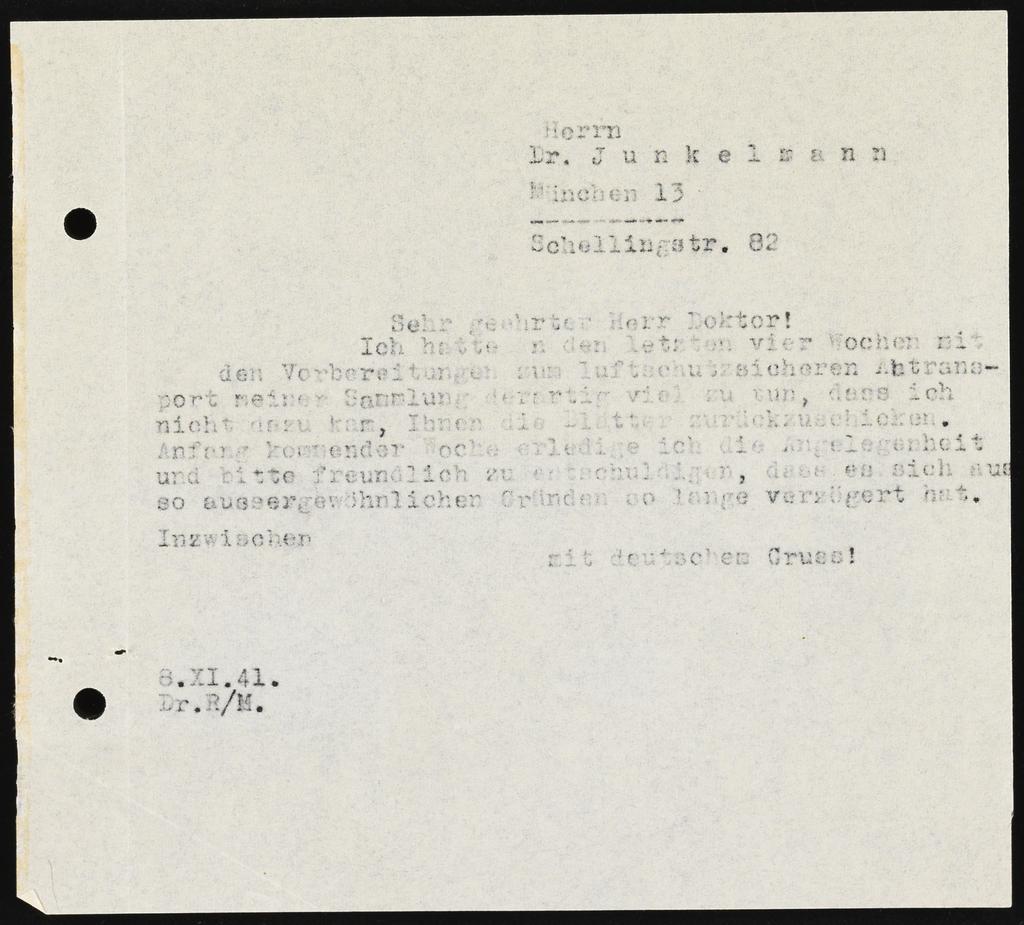 Herrn
Dr. J u n k e l m a n n
München 13
-----------
Schellingstr. 82
Sehr geehrter Herr Doktor!
Ich hatte in den letzten vier Wochen mit
den Vorbereitungen zum luftschutzsicheren Abtrans-
port meiner Sammlung derartig viel zu tun, dass ich
nicht dazu kam, Ihnen die Blätter zurückzuschicken.
Anfang kommender Woche erledige ich die Angelegenheit
und bitte freundlich zu entschuldigen, dass es sich aus
so aussergewöhnlichen Gründen so lange verzögert hat.
Inzwischen
mit deutschem Gruss!
8.XI.41.
Dr.R/M.